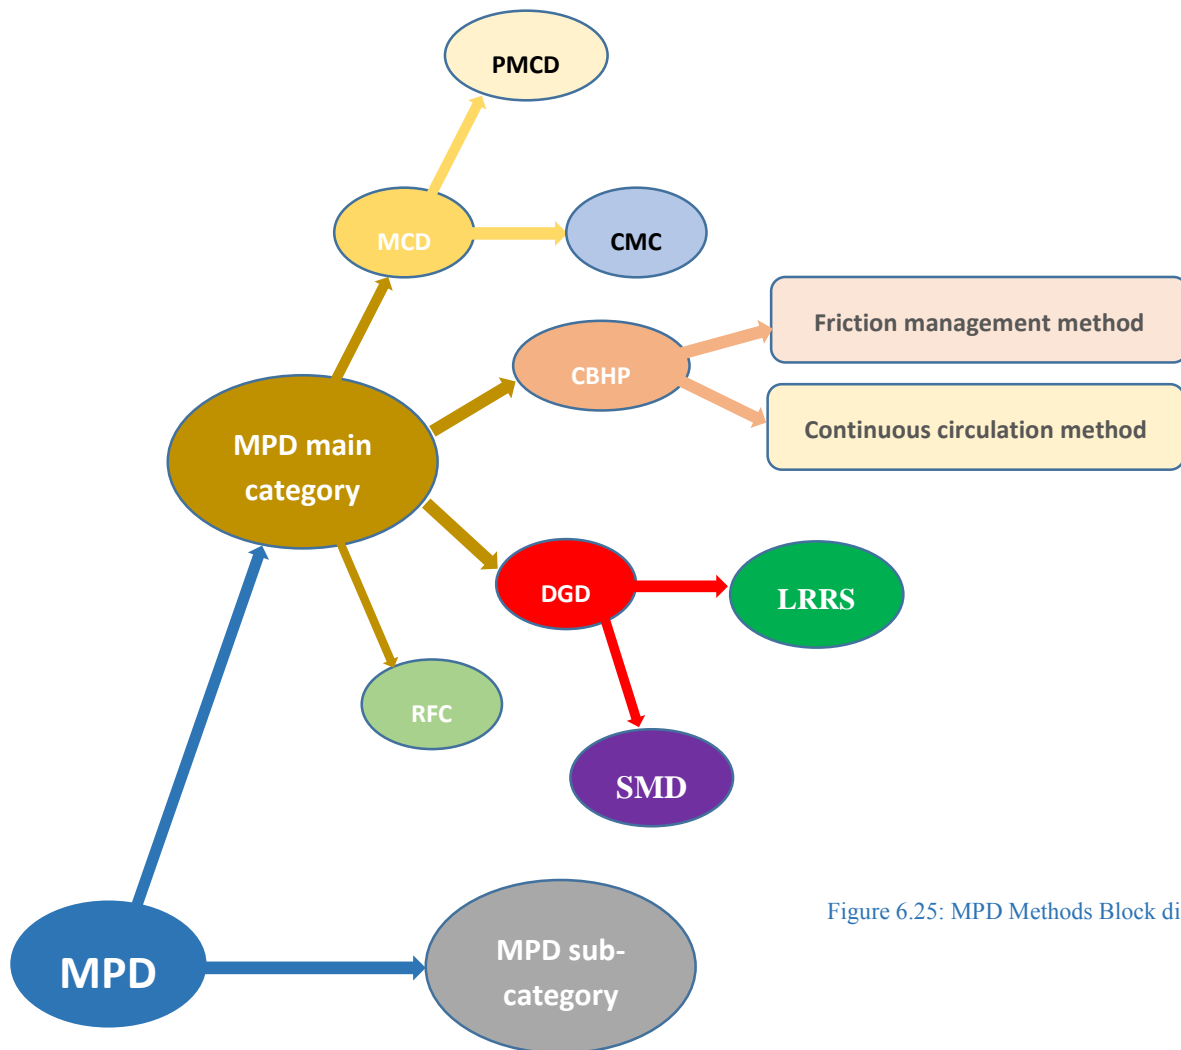 PMCD
MCD
CMC
Friction management method
CBHP
Continuous circulation method
MPD main
category
DGD
LRRS
RFC
SMD
Figure 6.25: MPD Methods Block di
MPD sub-
category
MPD